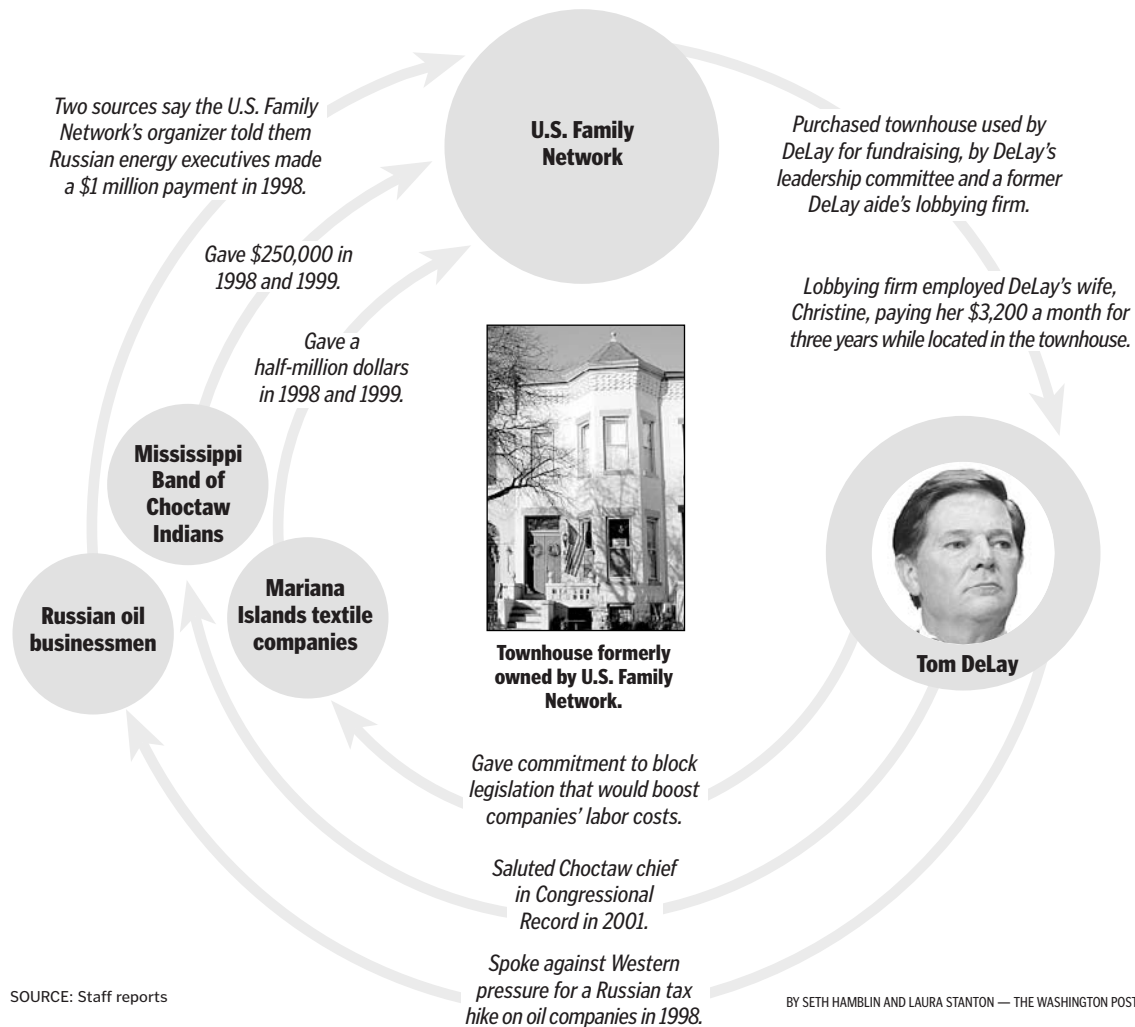 U.S. Family
Network
Two sources say the U.S. Family
Network’s organizer told them
Russian energy executives made
a $1 million payment in 1998.
Gave $250,000 in
1998 and 1999.
Gave a
half-million dollars
in 1998 and 1999.
Purchased townhouse used by
DeLay for fundraising, by DeLay’s
leadership committee and a former
DeLay aide’s lobbying firm.
Lobbying firm employed DeLay’s wife,
Christine, paying her $3,200 a month for
three years while located in the townhouse.
Mississippi
Band of
Choctaw
Indians
Russian oil
businessmen
Mariana
Islands textile
companies
Townhouse formerly
owned by U.S. Family
Network.
Tom DeLay
Gave commitment to block
legislation that would boost
companies’ labor costs.
Saluted Choctaw chief
in Congressional
Record in 2001.
Spoke against Western
pressure for a Russian tax
hike on oil companies in 1998.
SOURCE: Staff reports
BY SETH HAMBLIN AND LAURA STANTON — THE WASHINGTON POST